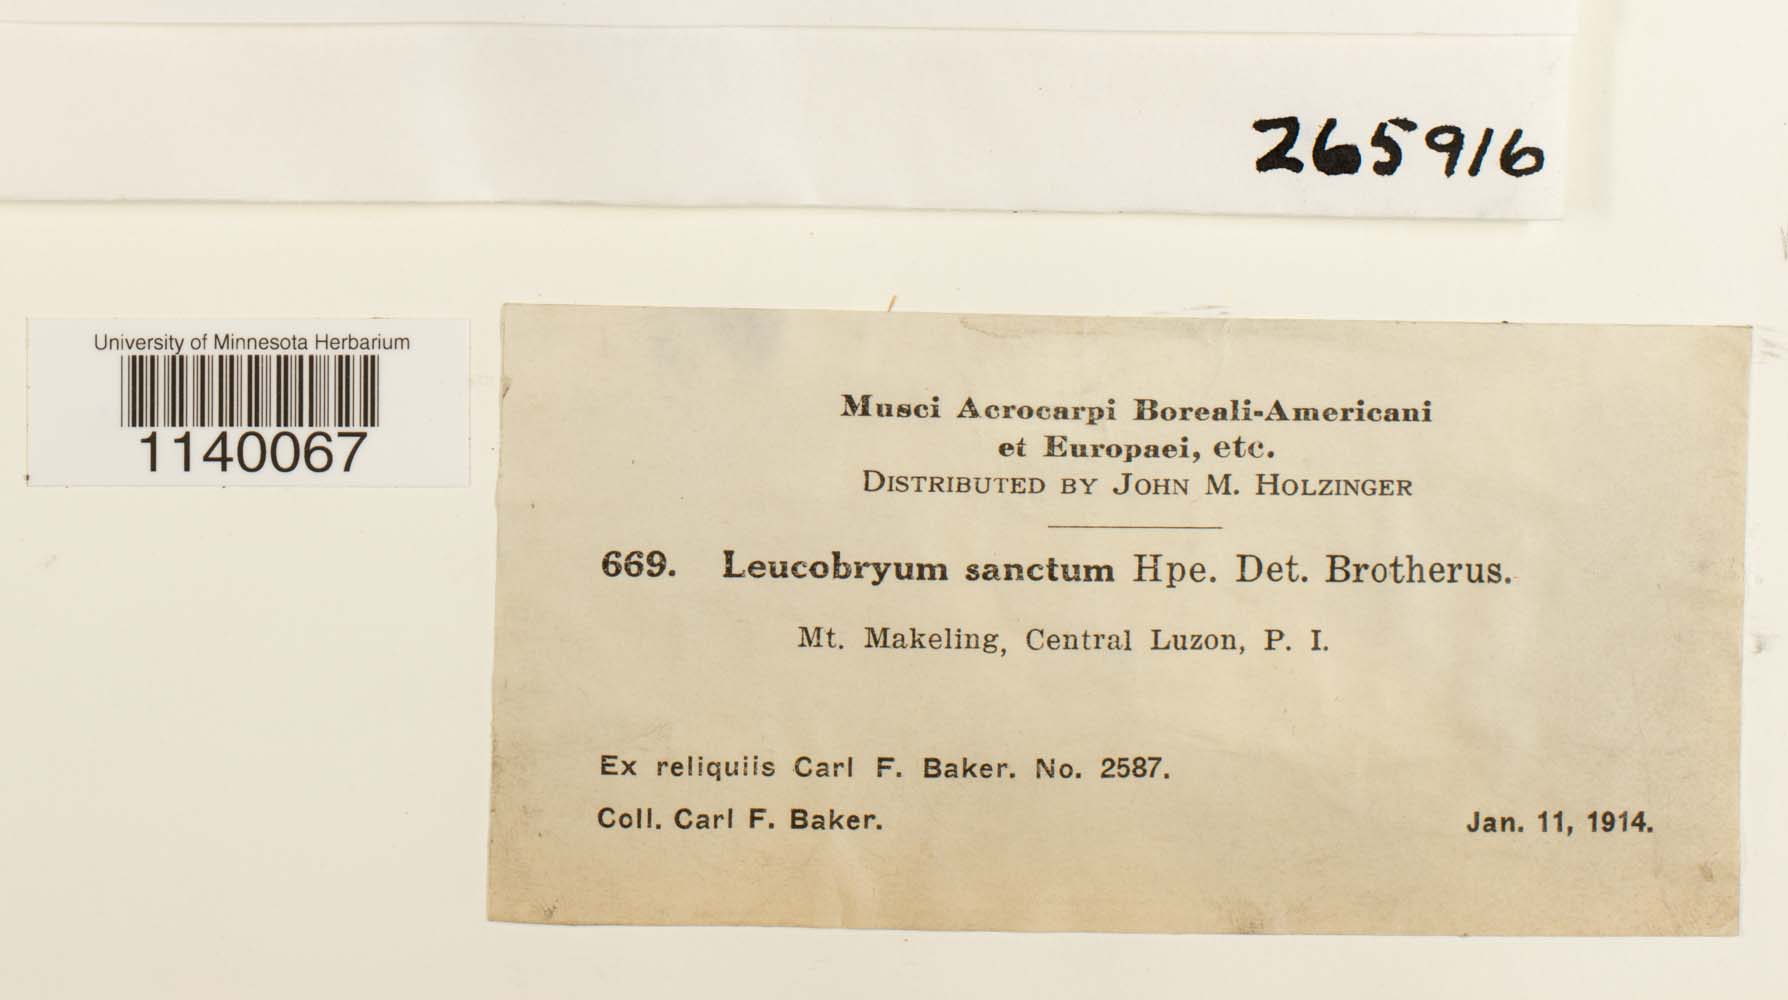 265916
University of Minnesota Herbarium
1140067
Musci Acrocarpi Boreali-Americani
et Europaei, etc.
Distributed by John M. Holzinger
669. Leucobryum sanctum Hpe. Det. Brotherus.
Mt. Makeling, Central Luzon, P. I.
Ex reliquiis Carl F. Baker. No. 2587.
Coll. Carl F. Baker. Jan. 11, 1914.